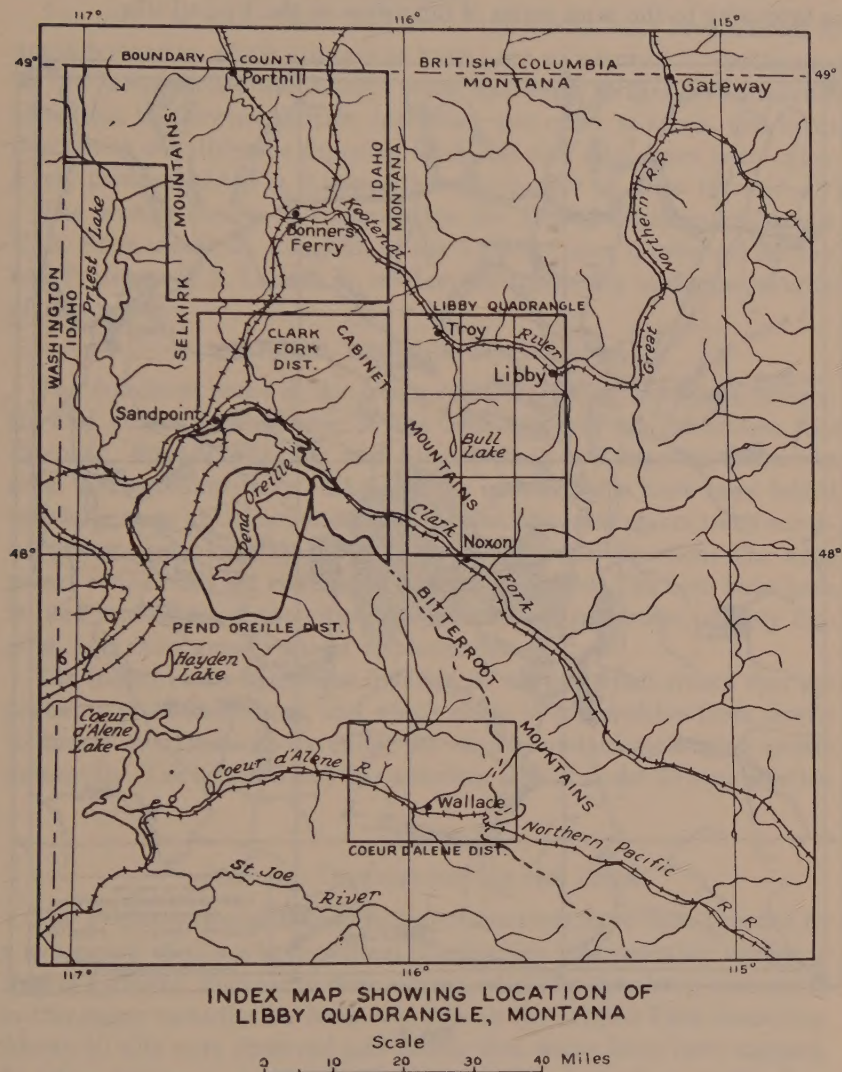 117°
116°
115°
BOUNDARY COUNTY
BRITISH COLUMBIA
49°
49°
Porthill
MONTANA
Gateway
SELKIRK MOUNTAINS
IDAHO
MONTANA
Priest Lake
Bonners
Ferry
Kootenai
River
Great Northern R.R
WASHINGTON
IDAHO
LIBBY QUADRANGLE
CLARK
FORK
DIST.
CABINET
MOUNTAINS
Troy
Libby
Sandpoint
Bull
Lake
Pend Oreille L.
Clark Fork
Noxon
48°
48°
PEND OREILLE DIST.
BITTERROOT
MOUNTAINS
Hayden
Lake
Coeur
d'Alene
Lake
Coeur d'Alene R
Wallace
Northern Pacific
R R
COEUR D'ALENE DIST.
St. Joe
River
117°
116°
115°
INDEX MAP SHOWING LOCATION OF
LIBBY QUADRANGLE, MONTANA
Scale
0 10 20 30 40 Miles